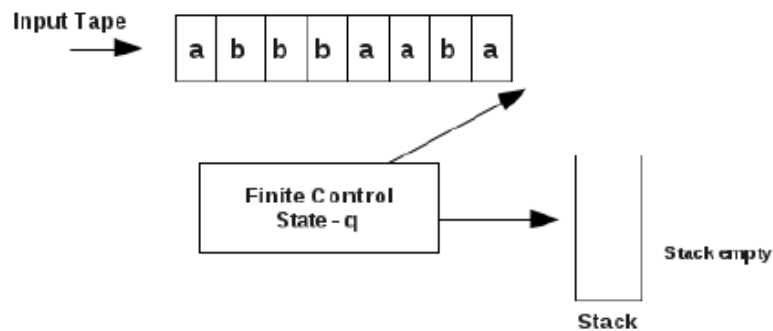 Input Tape
a b b b a a b a
Finite Control
State - q
Stack empty
Stack